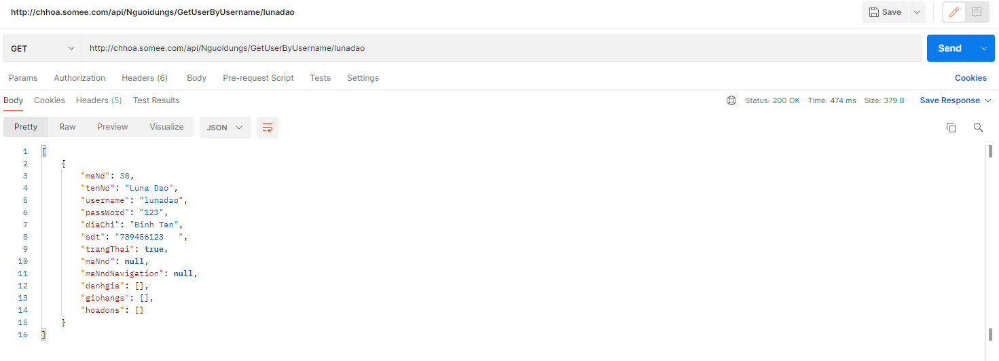 http://chhoa.somee.com/api/Nguoidungs/GetUserByUsername/lunadao
Save
GET
http://chhoa.somee.com/api/Nguoidungs/GetUserByUsername/lunadao
Send
Params Authorization Headers (6) Body Pre-request Script Tests Settings Cookies
Body Cookies Headers (5) Test Results Status: 200 OK Time: 474 ms Size: 379 B Save Response
Pretty Raw Preview Visualize JSON
1 [
2 {
3 "maNd": 30,
4 "tenNd": "Luna Dao",
5 "username": "lunadao",
6 "passWord": "123",
7 "diaChi": "Binh Tan",
8 "sdt": "789456123   ",
9 "trangThai": true,
10 "maNnd": null,
11 "maNndNavigation": null,
12 "danhgia": [],
13 "giohangs": [],
14 "hoadons": []
15 }
16 ]